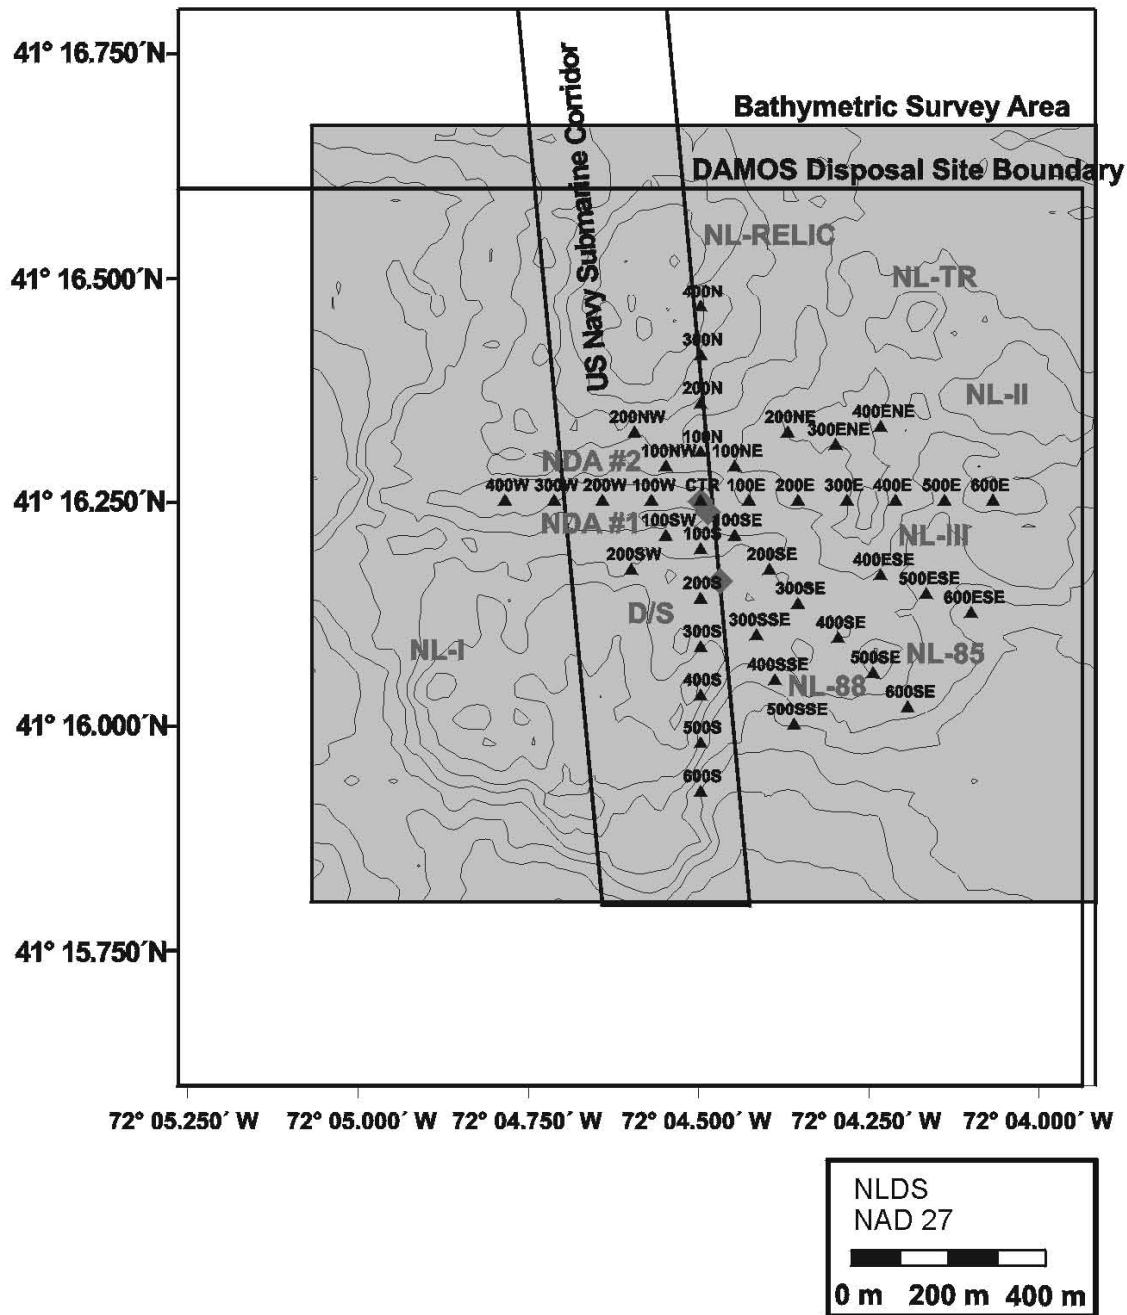 41° 16.750´N
US Navy Submarine Corridor
Bathymetric Survey Area
DAMOS Disposal Site Boundary
NL-RELIC
41° 16.500´N
NL-TR
400N
300N
NL-II
200N
200NW
200NE
400ENE
300ENE
100N
100NW
100NE
NDA #2
41° 16.250´N
400W
300W
200W
100W
CTR
100E
200E
300E
400E
500E
600E
NDA #1
100SW
100SE
100S
NL-III
200SW
200SE
400ESE
500ESE
200S
300SE
600ESE
D/S
300SSE
400SE
300S
NL-I
NL-85
500SE
400SSE
400S
NL-88
600SE
500SSE
41° 16.000´N
500S
600S
41° 15.750´N
72° 05.250´ W
72° 05.000´ W
72° 04.750´ W
72° 04.500´ W
72° 04.250´ W
72° 04.000´ W
NLDS
NAD 27
0 m 200 m 400 m